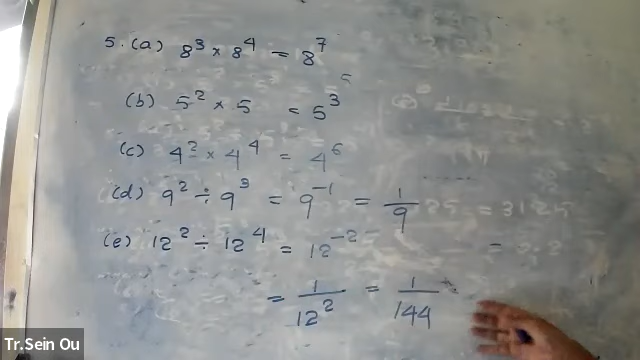 5. (a) 8³ × 8⁴ = 8⁷
(b) 5² × 5 = 5³
(c) 4² × 4⁴ = 4⁶
(d) 9² ÷ 9³ = 9⁻¹ = 1/9
(e) 12² ÷ 12⁴ = 12⁻²
= 1/12² = 1/144
Tr.Sein Ou